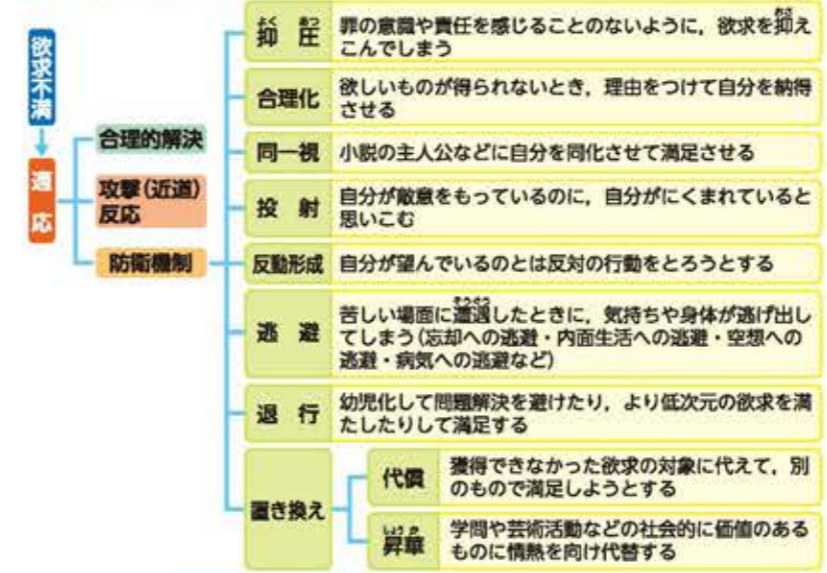 欲求不満
適応
合理的解決
攻撃(近道)
反応
防衛機制
よく あつ
抑 圧
罪の意識や責任を感じることのないように，欲求を抑え
おさ
こんでしまう
合理化
欲しいものが得られないとき，理由をつけて自分を納得
させる
同一視
小説の主人公などに自分を同化させて満足させる
投 射
自分が敵意をもっているのに，自分がにくまれていると
思いこむ
反動形成
自分が望んでいるのとは反対の行動をとろうとする
逃 避
そうぐう
苦しい場面に遭遇したときに，気持ちや身体が逃げ出し
てしまう(忘却への逃避・内面生活への逃避・空想への
逃避・病気への逃避など)
退 行
幼児化して問題解決を避けたり，より低次元の欲求を満
たしたりして満足する
置き換え
代償
獲得できなかった欲求の対象に代えて，別
のもので満足しようとする
しょう か
昇華
学問や芸術活動などの社会的に価値のある
ものに情熱を向け代替する